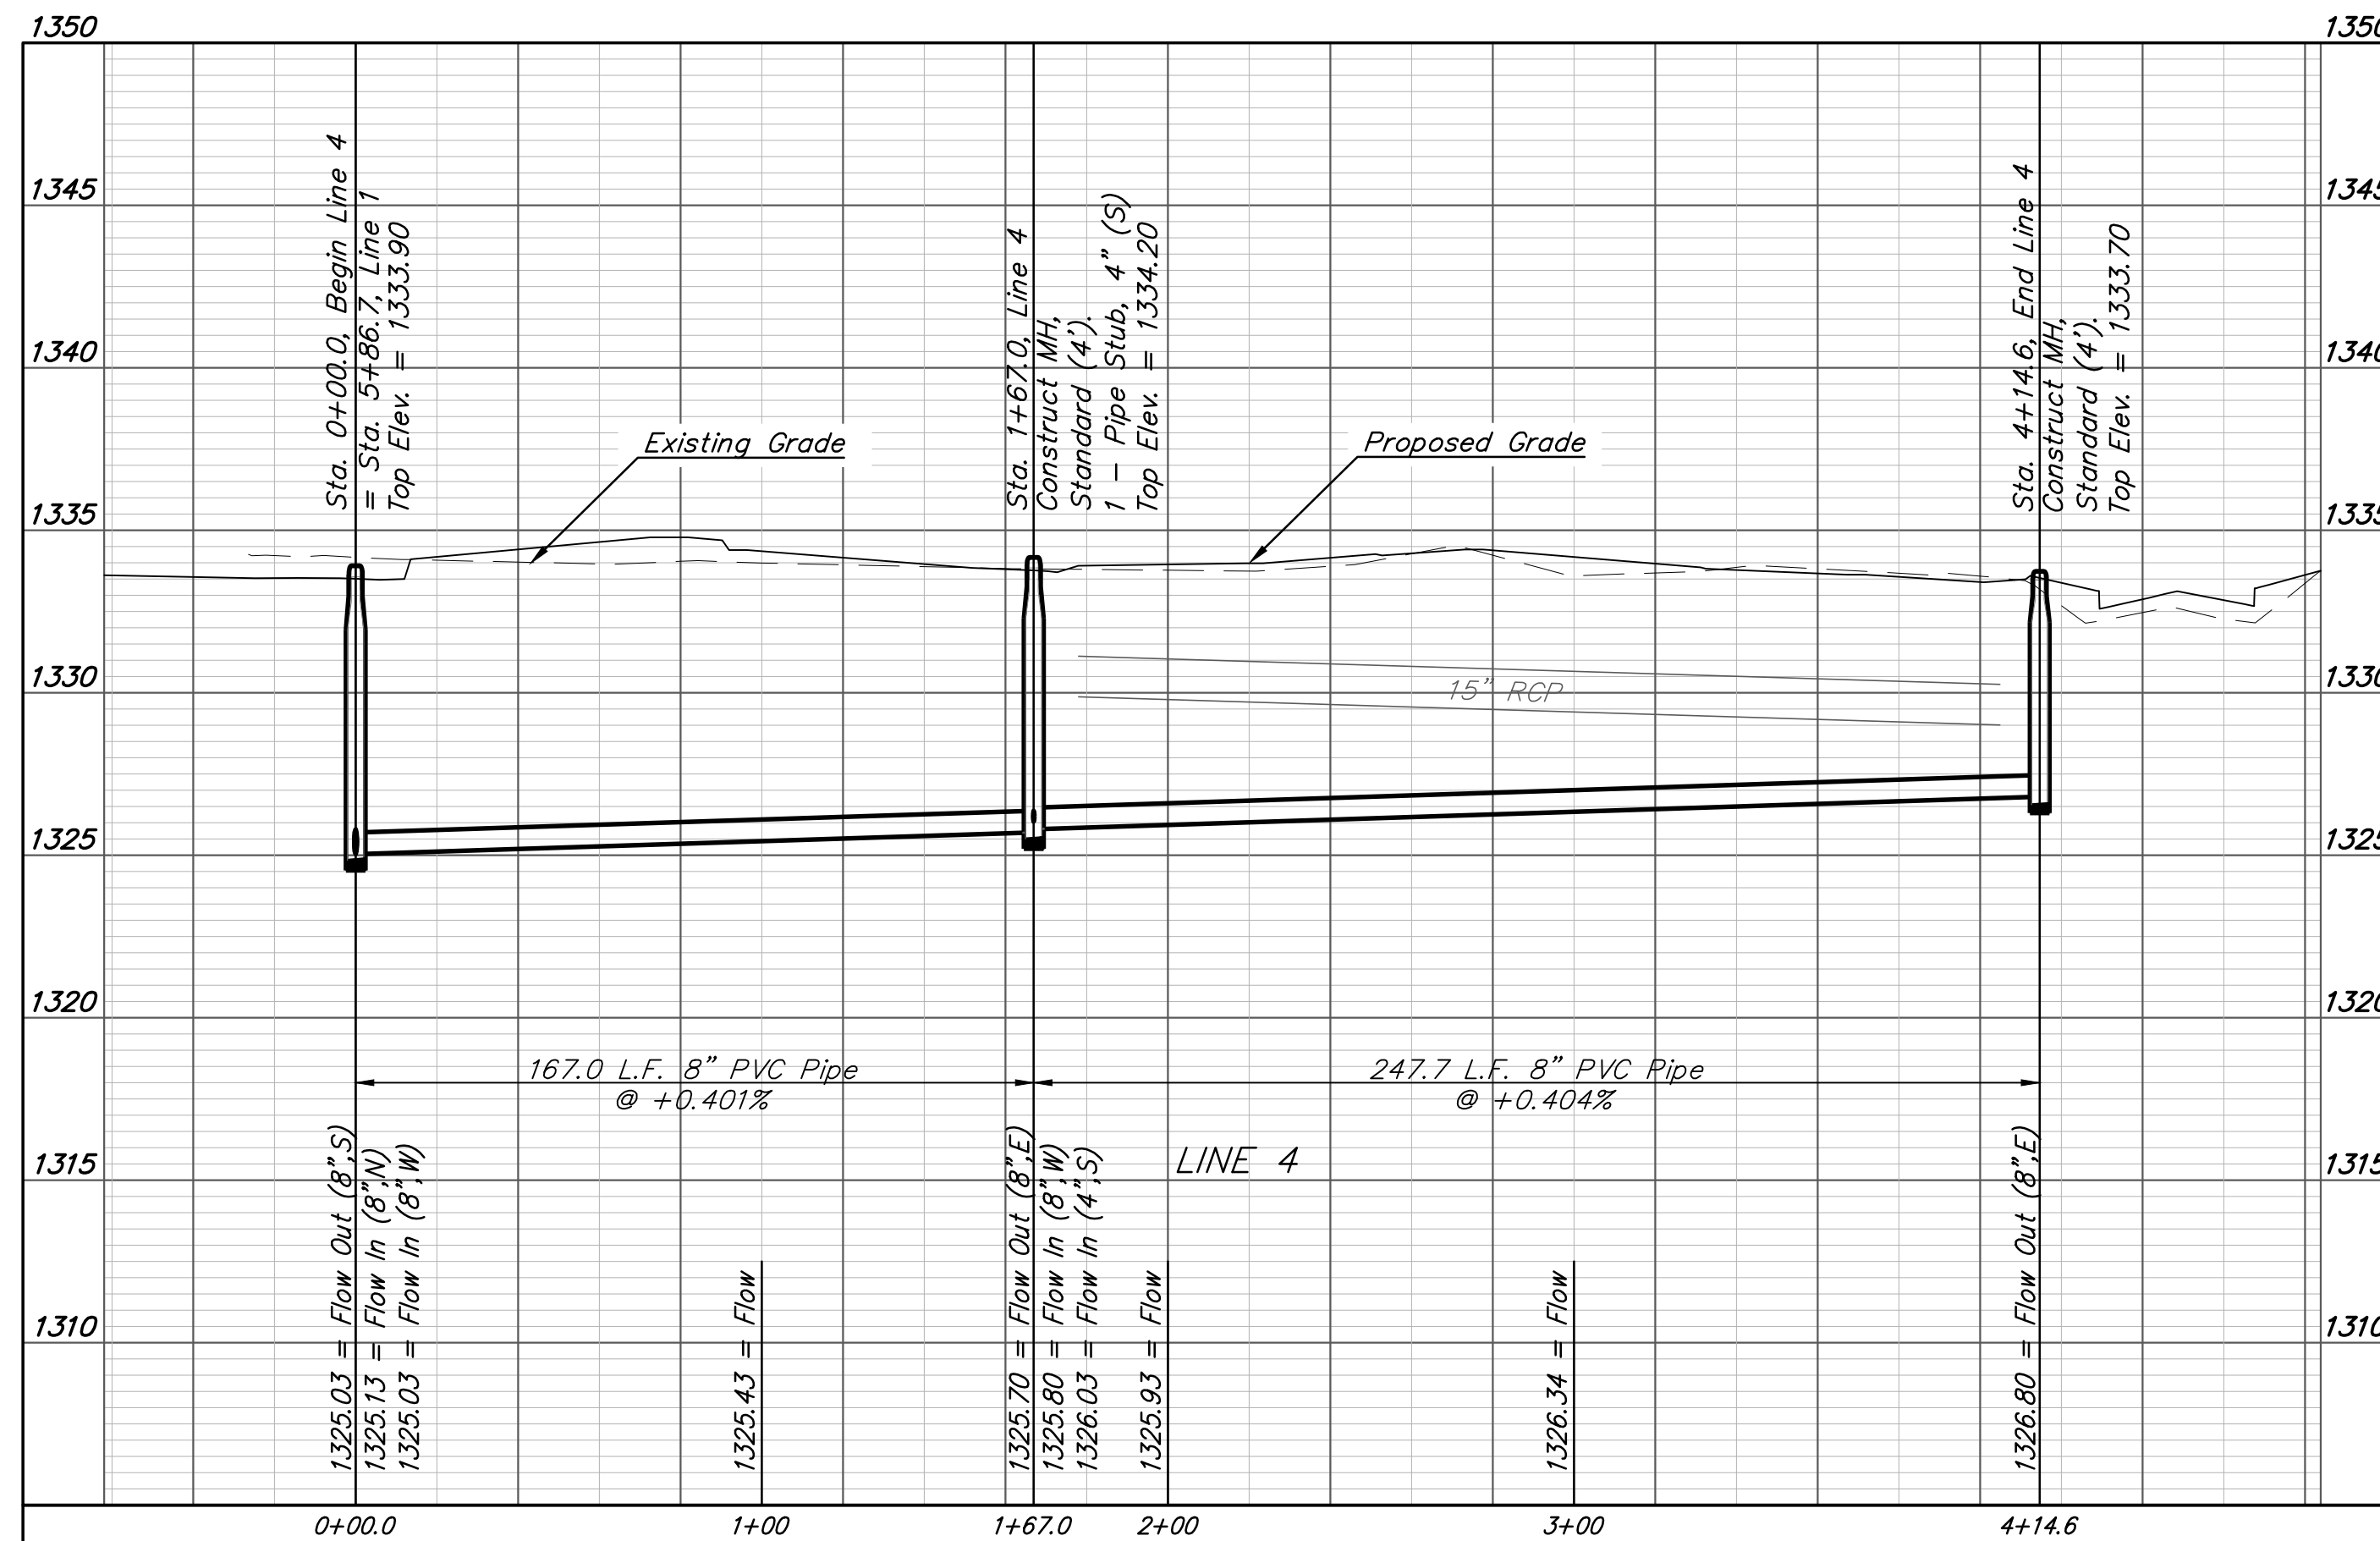 1350
1350
1345
1345
1340
1340
1335
1335
1330
1330
1325
1325
1320
1320
1315
1315
1310
1310
Sta. 0+00.0, Begin Line 4
= Sta. 5+86.7, Line 1
Top Elev. = 1333.90
Sta. 1+67.0, Line 4
Construct MH,
Standard (4').
1 - Pipe Stub, 4" (S)
Top Elev. = 1334.20
Sta. 4+14.6, End Line 4
Construct MH,
Standard (4').
Top Elev. = 1333.70
Existing Grade
Proposed Grade
15" RCP
167.0 L.F. 8" PVC Pipe
@ +0.401%
247.7 L.F. 8" PVC Pipe
@ +0.404%
LINE 4
1325.03 = Flow Out (8",S)
1325.13 = Flow In (8",N)
1325.03 = Flow In (8",W)
1325.43 = Flow
1325.70 = Flow Out (8",E)
1325.80 = Flow In (8",W)
1326.03 = Flow In (4",S)
1325.93 = Flow
1326.34 = Flow
1326.80 = Flow Out (8",E)
0+00.0
1+00
1+67.0
2+00
3+00
4+14.6